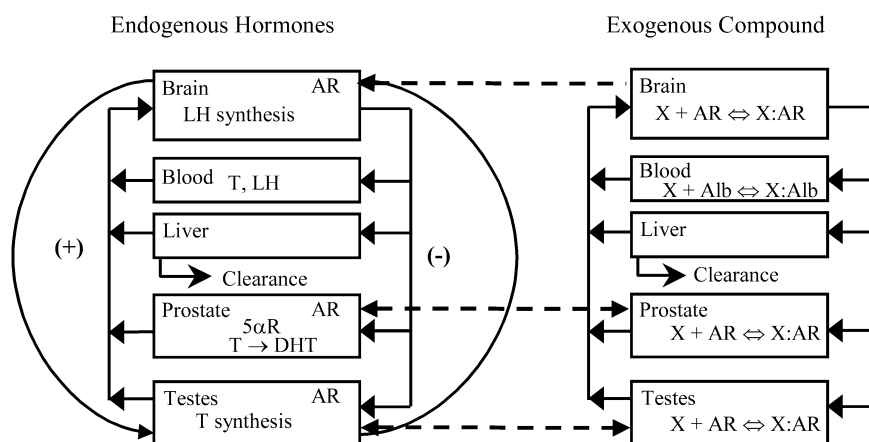 Endogenous Hormones
Exogenous Compound
Brain AR
LH synthesis
Blood T, LH
Liver
Clearance
Prostate AR
5αR
T → DHT
Testes AR
T synthesis
(+)
(-)
Brain
X + AR ⇔ X:AR
Blood
X + Alb ⇔ X:Alb
Liver
Clearance
Prostate
X + AR ⇔ X:AR
Testes
X + AR ⇔ X:AR